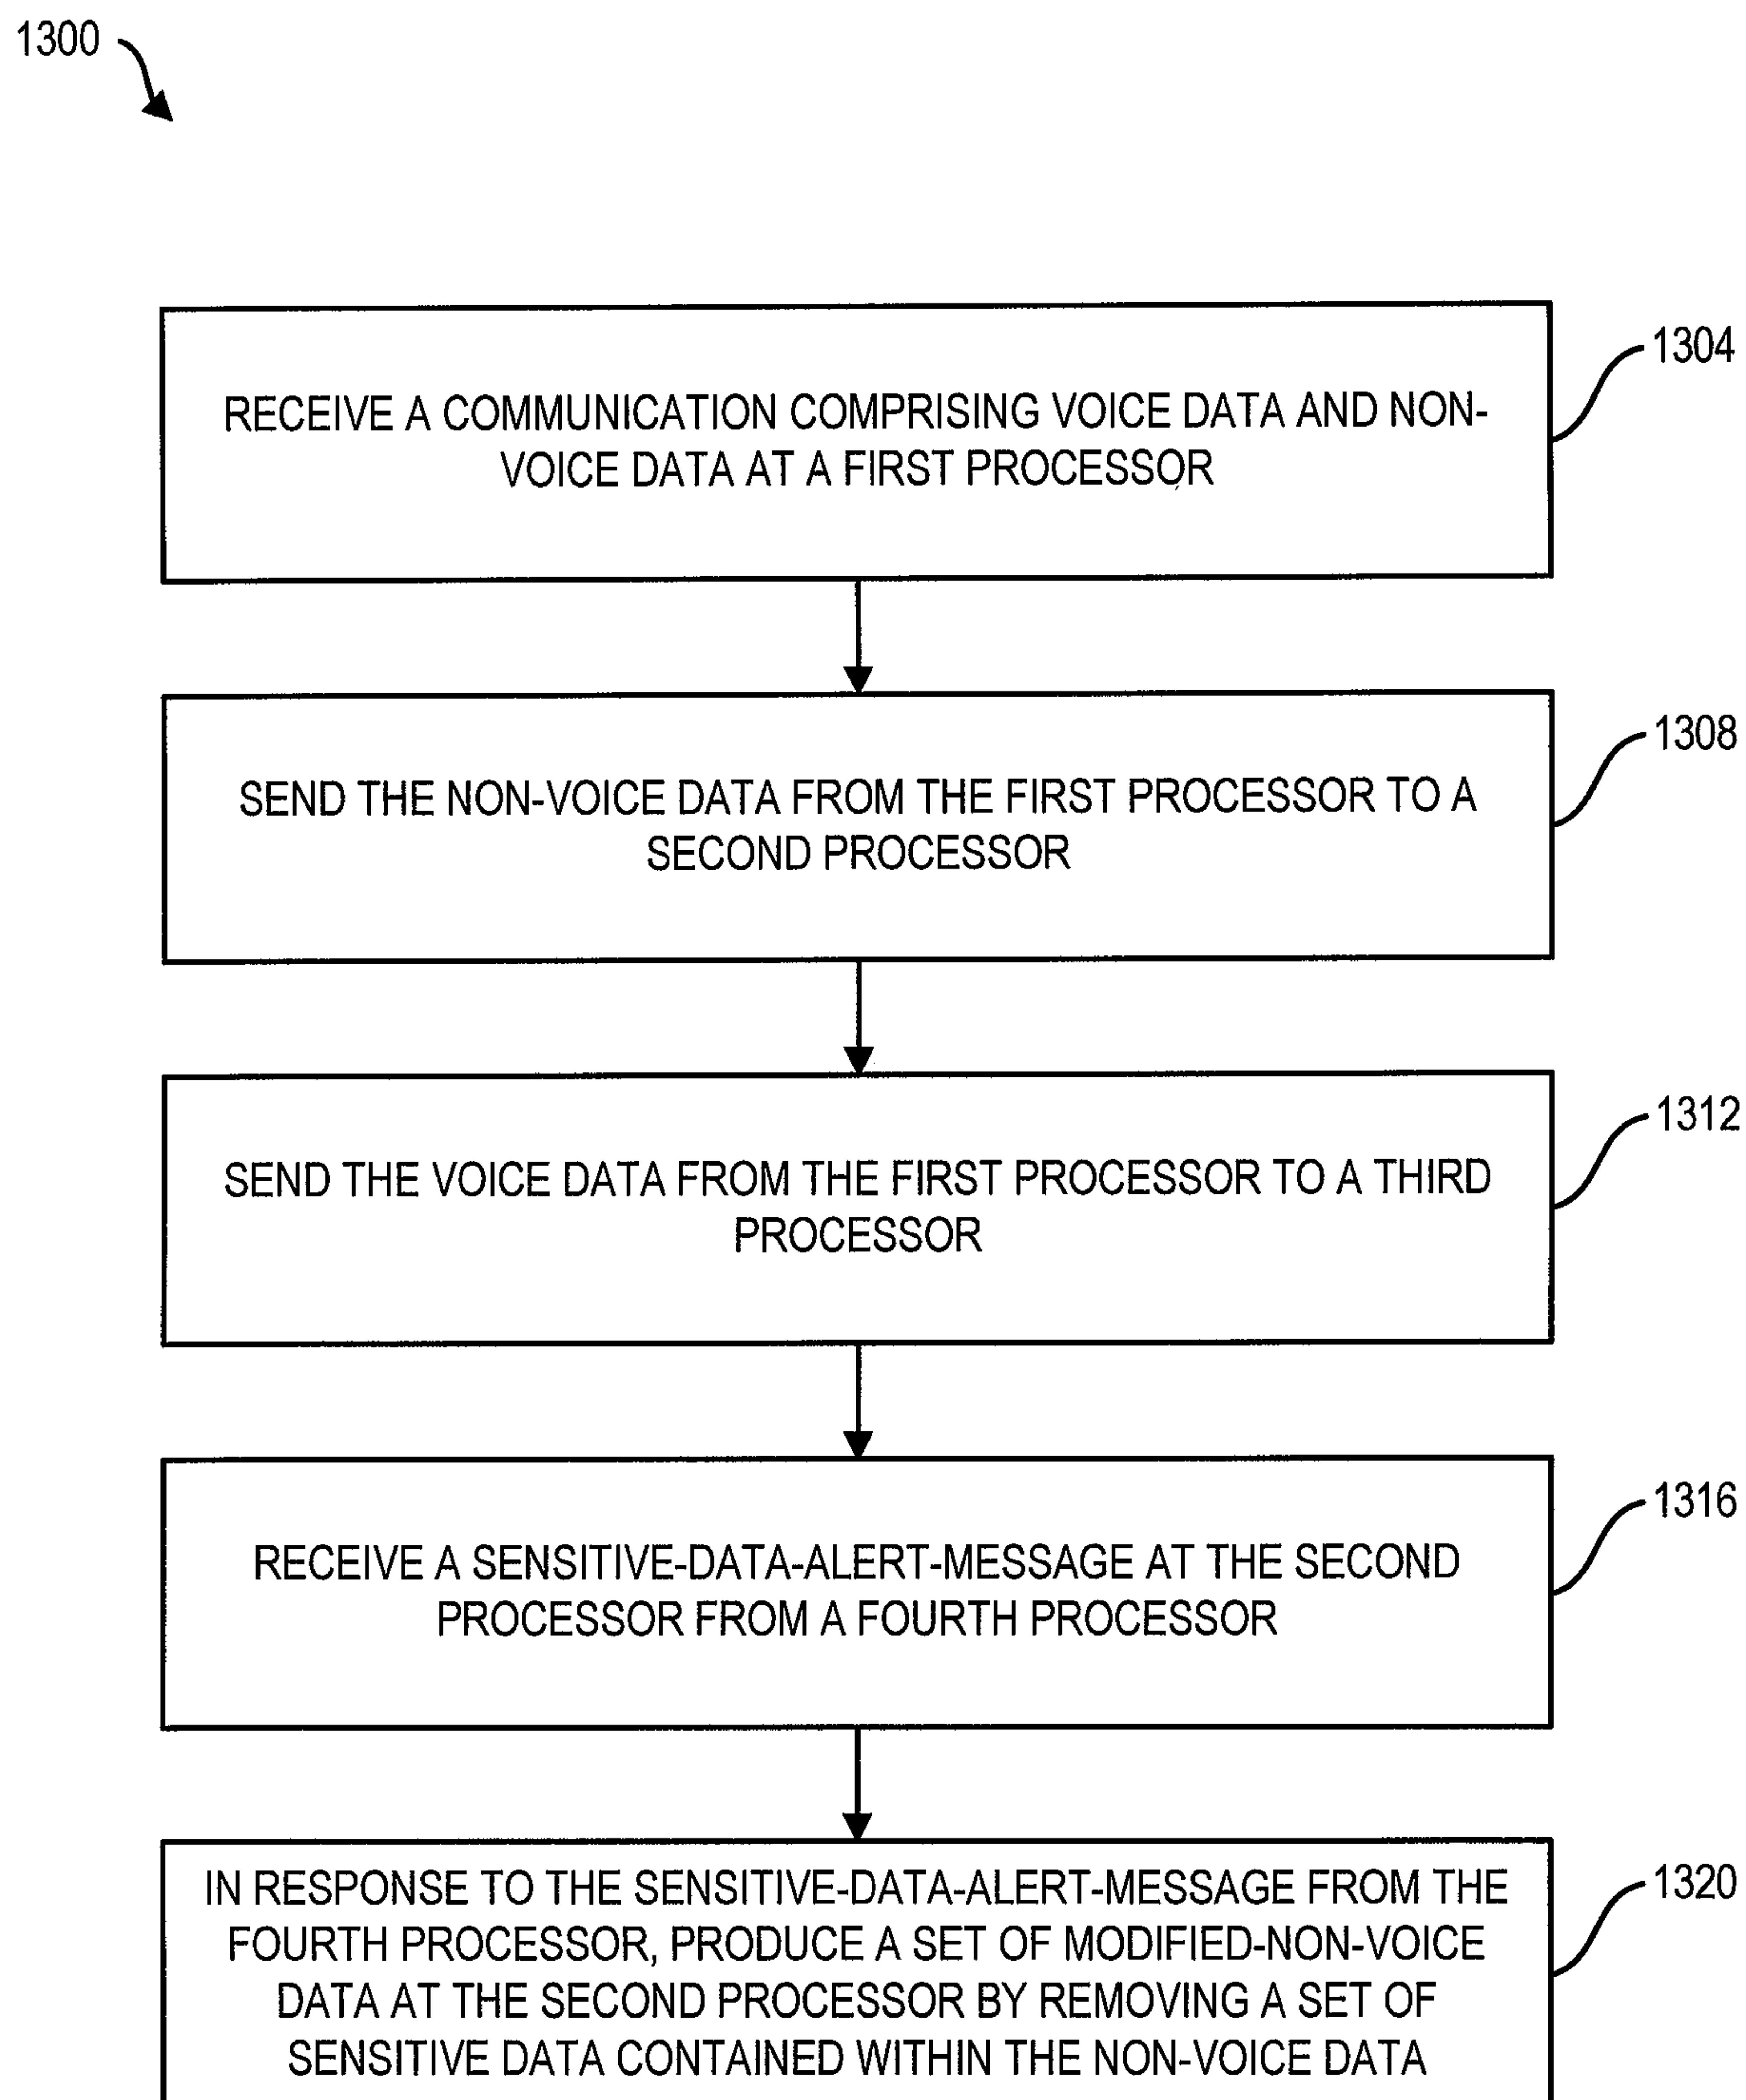 1300
RECEIVE A COMMUNICATION COMPRISING VOICE DATA AND NON-
VOICE DATA AT A FIRST PROCESSOR
1304
SEND THE NON-VOICE DATA FROM THE FIRST PROCESSOR TO A
SECOND PROCESSOR
1308
SEND THE VOICE DATA FROM THE FIRST PROCESSOR TO A THIRD
PROCESSOR
1312
RECEIVE A SENSITIVE-DATA-ALERT-MESSAGE AT THE SECOND
PROCESSOR FROM A FOURTH PROCESSOR
1316
IN RESPONSE TO THE SENSITIVE-DATA-ALERT-MESSAGE FROM THE
FOURTH PROCESSOR, PRODUCE A SET OF MODIFIED-NON-VOICE
DATA AT THE SECOND PROCESSOR BY REMOVING A SET OF
SENSITIVE DATA CONTAINED WITHIN THE NON-VOICE DATA
1320